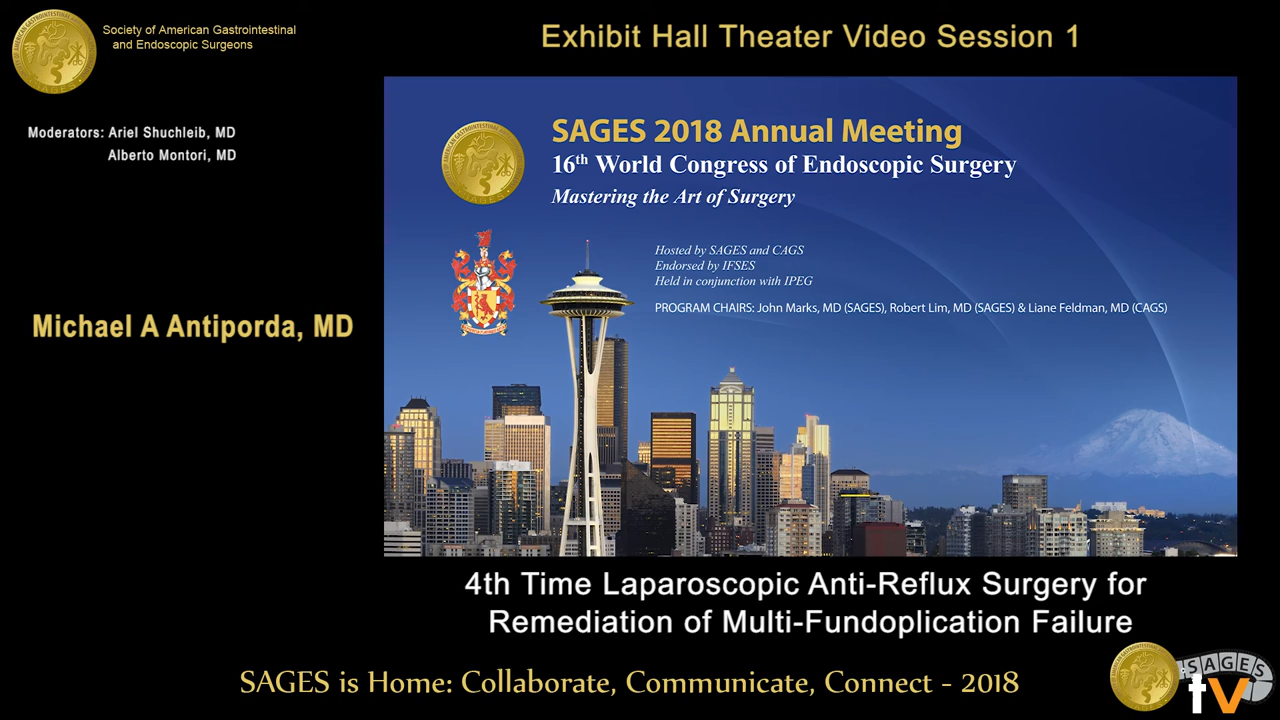 Society of American Gastrointestinal
and Endoscopic Surgeons
Exhibit Hall Theater Video Session 1
Moderators: Ariel Shuchleib, MD
Alberto Montori, MD
Michael A Antiporda, MD
SAGES 2018 Annual Meeting
16th World Congress of Endoscopic Surgery
Mastering the Art of Surgery
Hosted by SAGES and CAGS
Endorsed by IFSES
Held in conjunction with IPEG
PROGRAM CHAIRS: John Marks, MD (SAGES), Robert Lim, MD (SAGES) & Liane Feldman, MD (CAGS)
4th Time Laparoscopic Anti-Reflux Surgery for
Remediation of Multi-Fundoplication Failure
SAGES is Home: Collaborate, Communicate, Connect - 2018
SAGES
tv